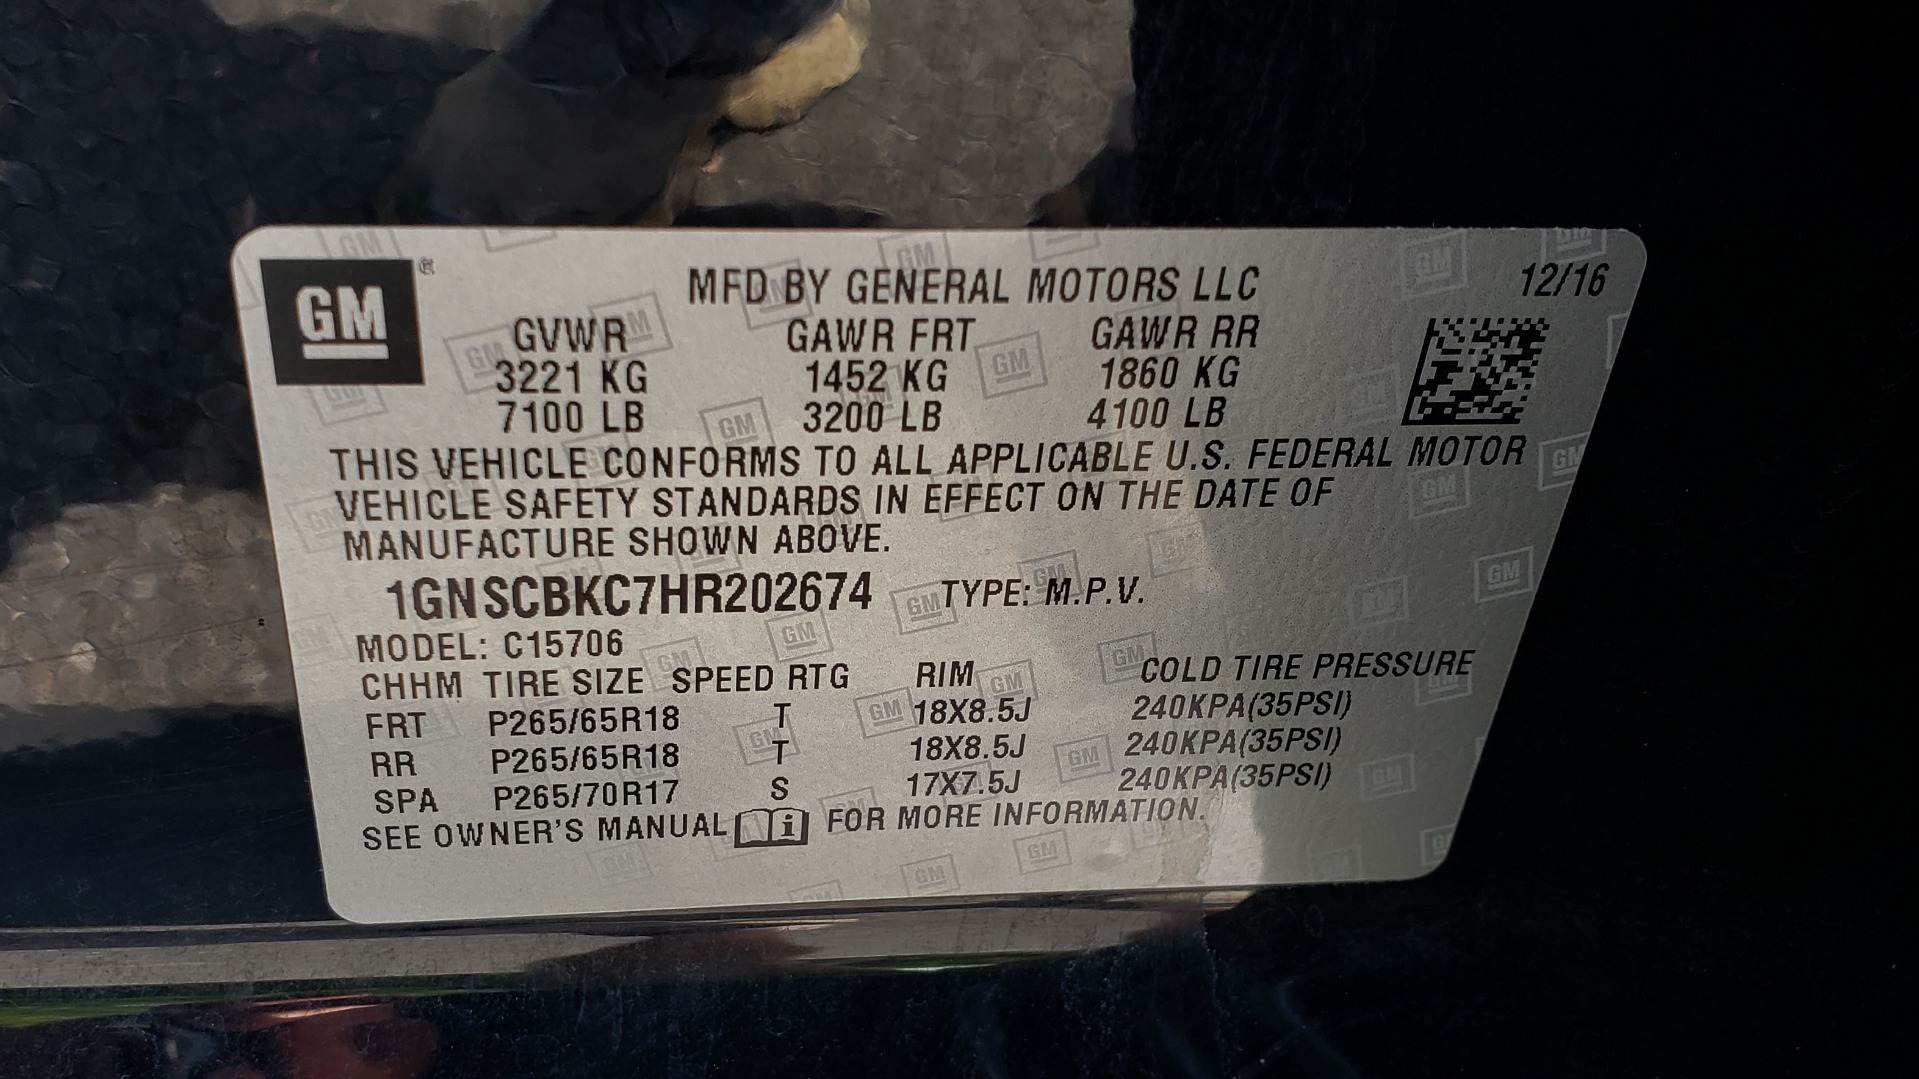 GM
MFD BY GENERAL MOTORS LLC 12/16
GVWR GAWR FRT GAWR RR
3221 KG 1452 KG 1860 KG
7100 LB 3200 LB 4100 LB
THIS VEHICLE CONFORMS TO ALL APPLICABLE U.S. FEDERAL MOTOR
VEHICLE SAFETY STANDARDS IN EFFECT ON THE DATE OF
MANUFACTURE SHOWN ABOVE.
1GNSCBKC7HR202674 TYPE: M.P.V.
MODEL: C15706
CHHM TIRE SIZE SPEED RTG RIM COLD TIRE PRESSURE
FRT P265/65R18 T 18X8.5J 240KPA(35PSI)
RR P265/65R18 T 18X8.5J 240KPA(35PSI)
SPA P265/70R17 S 17X7.5J 240KPA(35PSI)
SEE OWNER'S MANUAL i FOR MORE INFORMATION.